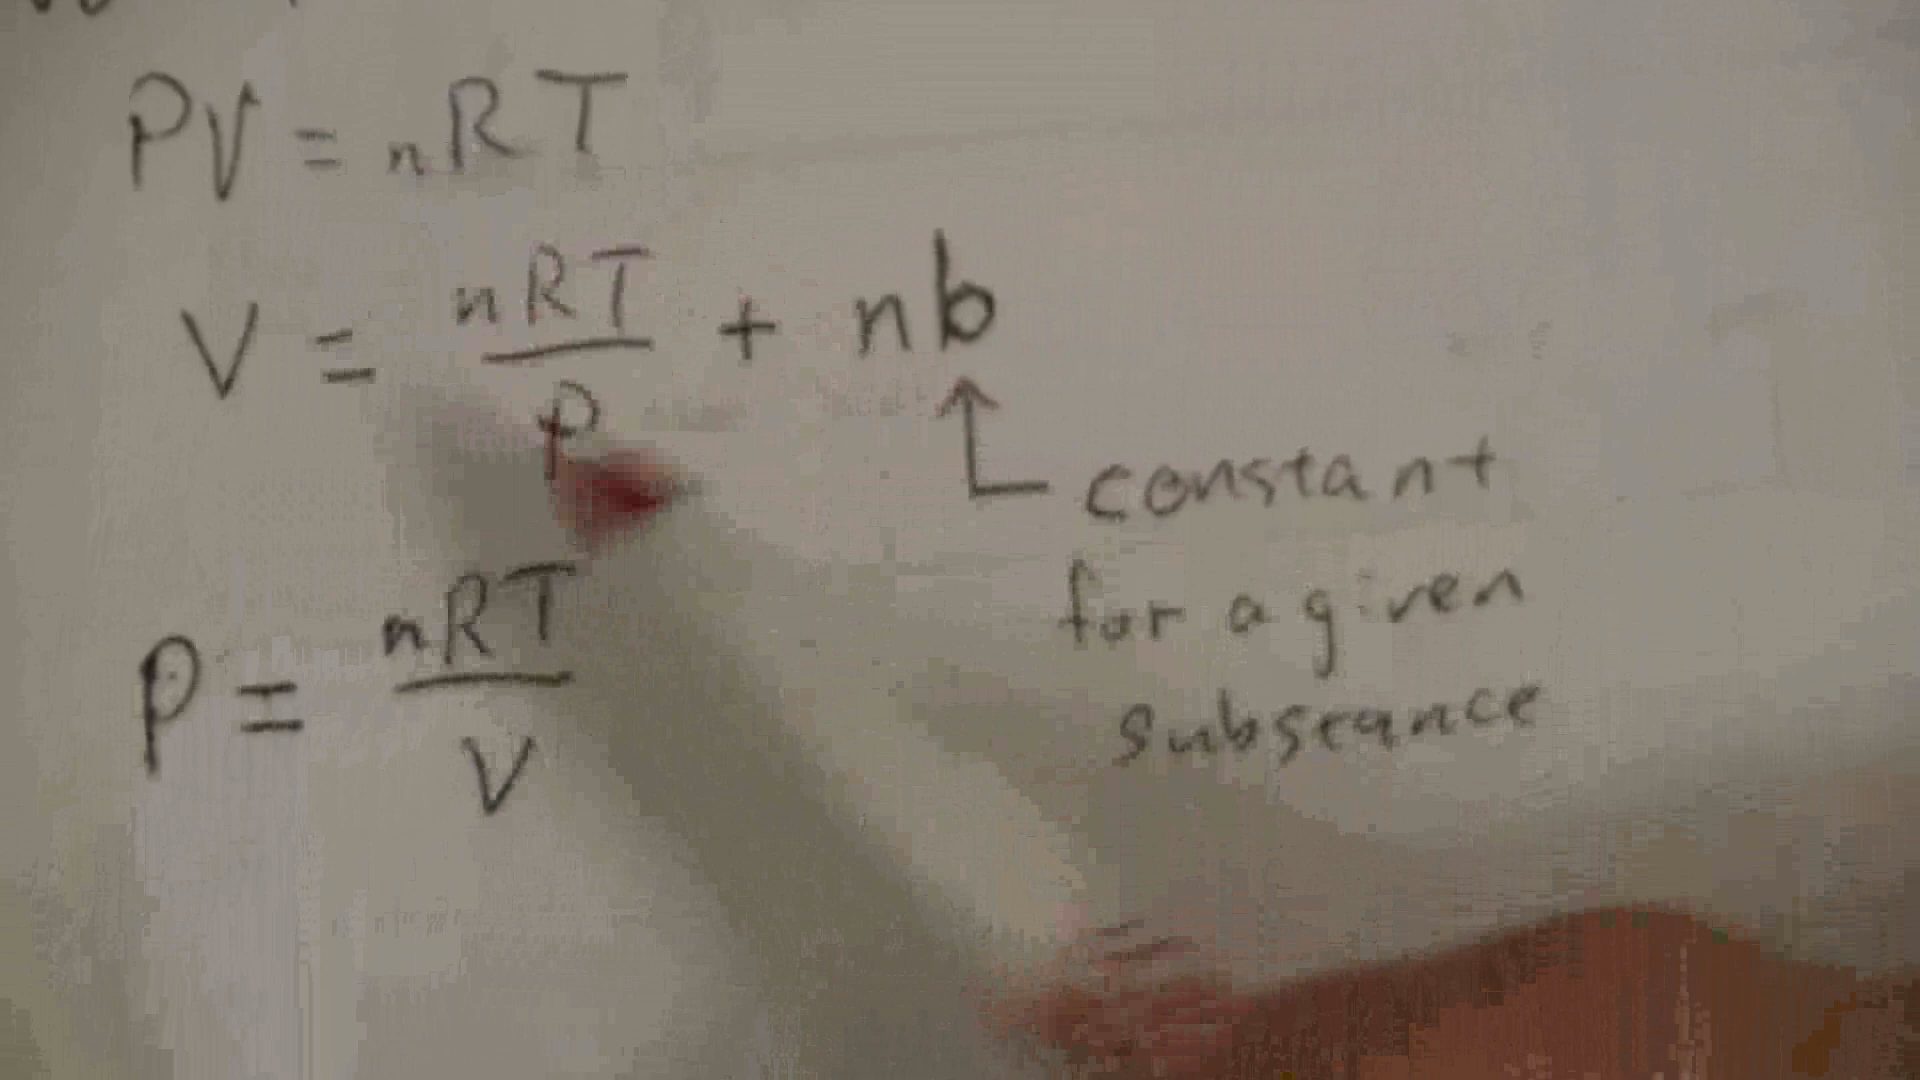 PV = nRT
V = nRT/P + nb
constant
for a given
substance
P = nRT/V